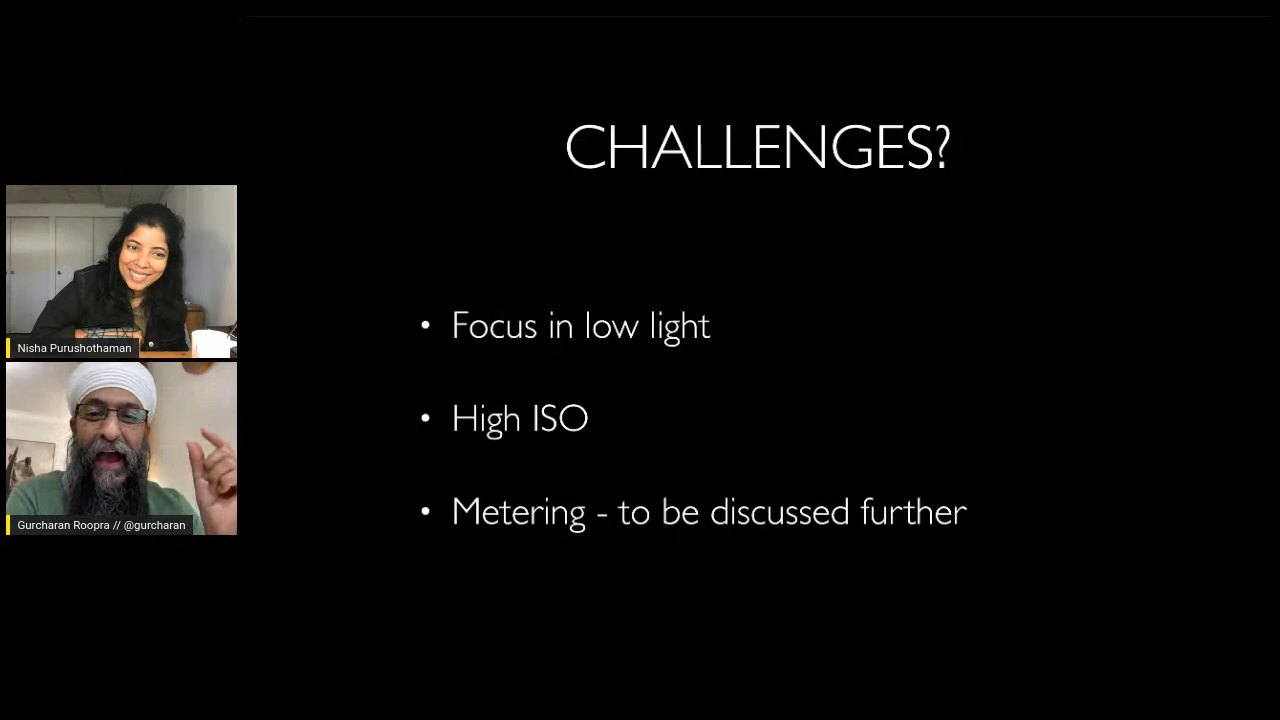 CHALLENGES?
Nisha Purushothaman
Gurcharan Roopra // @gurcharan
• Focus in low light
• High ISO
• Metering - to be discussed further